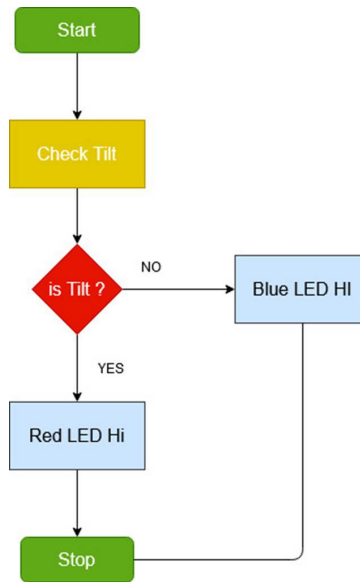 Start
Check Tilt
is Tilt ?
NO
Blue LED HI
YES
Red LED Hi
Stop